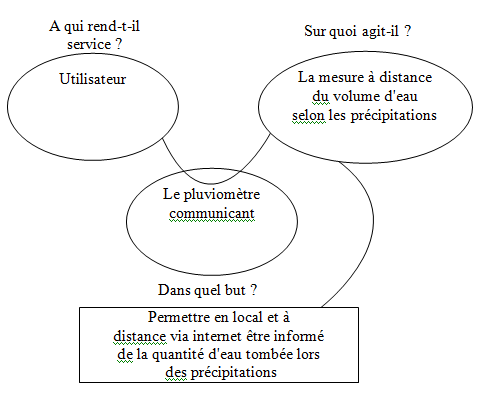 A qui rend-t-il
service ?
Sur quoi agit-il ?
Utilisateur
La mesure à distance
du volume d'eau
selon les précipitations
Le pluviomètre
communicant
Dans quel but ?
Permettre en local et à
distance via internet être informé
de la quantité d'eau tombée lors
des précipitations